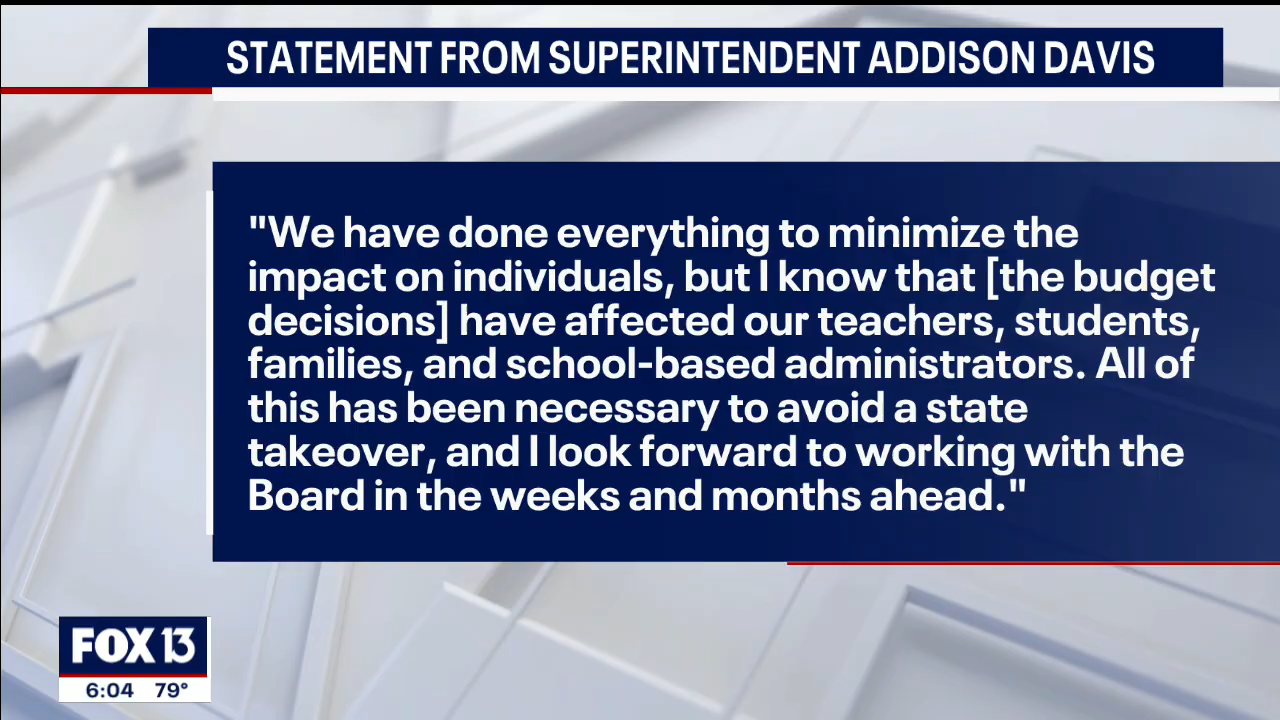 STATEMENT FROM SUPERINTENDENT ADDISON DAVIS
"We have done everything to minimize the
impact on individuals, but I know that [the budget
decisions] have affected our teachers, students,
families, and school-based administrators. All of
this has been necessary to avoid a state
takeover, and I look forward to working with the
Board in the weeks and months ahead."
FOX 13
6:04 79°